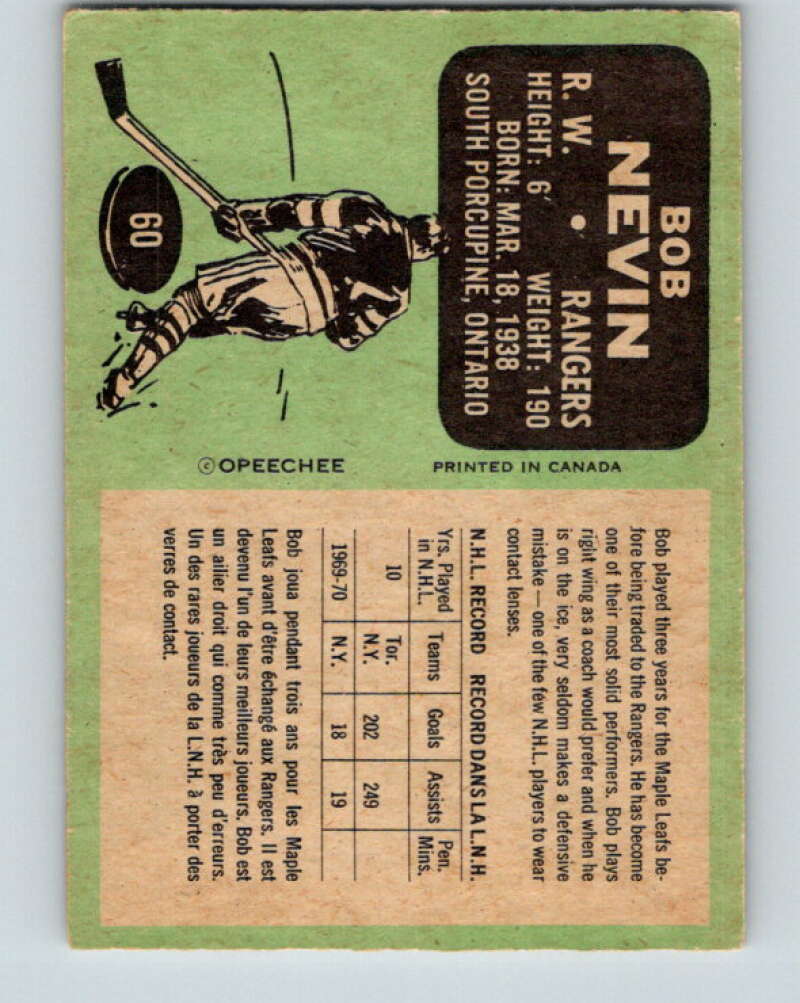 BOB
NEVIN
R. W. • RANGERS
HEIGHT: 6' WEIGHT: 190
BORN: MAR. 18, 1938
SOUTH PORCUPINE, ONTARIO
60
7
©OPEECHEE
PRINTED IN CANADA
Bob played three years for the Maple Leafs be-
fore being traded to the Rangers. He has become
one of their most solid performers. Bob plays
right wing as a coach would prefer and when he
is on the ice, very seldom makes a defensive
mistake — one of the few N.H.L. players to wear
contact lenses.
N.H.L. RECORD RECORD DANS LA L.N.H.
Yrs. Played in N.H.L. Teams Goals Assists Pen. Mins.
10 Tor. N.Y. 202 249
1969-70 N.Y. 18 19
Bob joua pendant trois ans pour les Maple
Leafs avant d'être échangé aux Rangers. Il est
devenu l'un de leurs meilleurs joueurs. Bob est
un ailier droit qui comme très peu d'erreurs.
Un des rares joueurs de la L.N.H. à porter des
verres de contact.